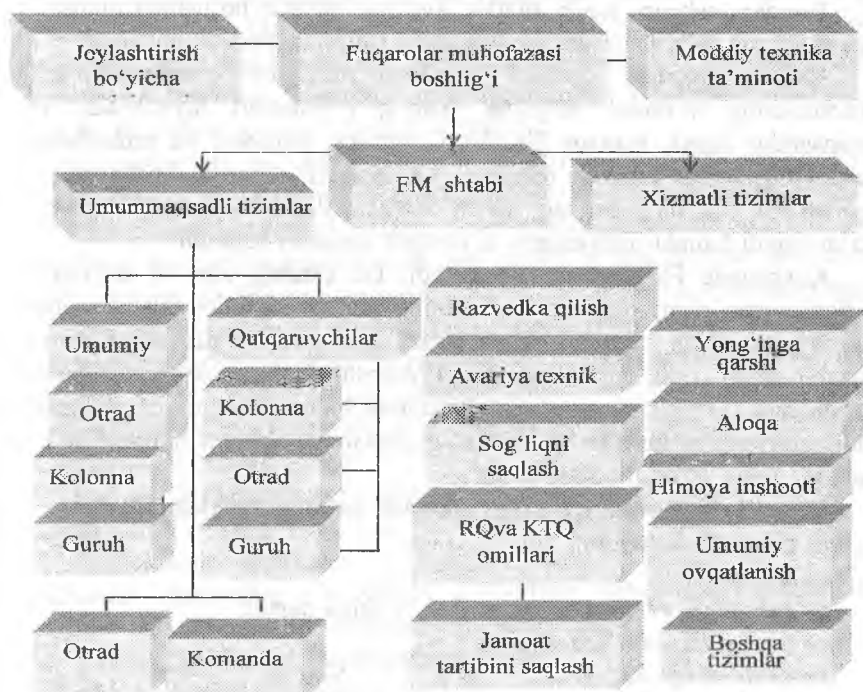 Joylashtirish
bo‘yicha
Fuqarolar muhofazasi
boshlig‘i
Moddiy texnika
ta’minoti
Umummaqsadli tizimlar
FM shtabi
Xizmatli tizimlar
Umumiy
Otrad
Kolonna
Guruh
Qutqaruvchilar
Kolonna
Otrad
Guruh
Otrad
Komanda
Razvedka qilish
Avariya texnik
Sog‘liqni
saqlash
RQva KTQ
omillari
Jamoat
tartibini saqlash
Yong‘inga
qarshi
Aloqa
Himoya inshooti
Umumiy
ovqatlanish
Boshqa
tizimlar